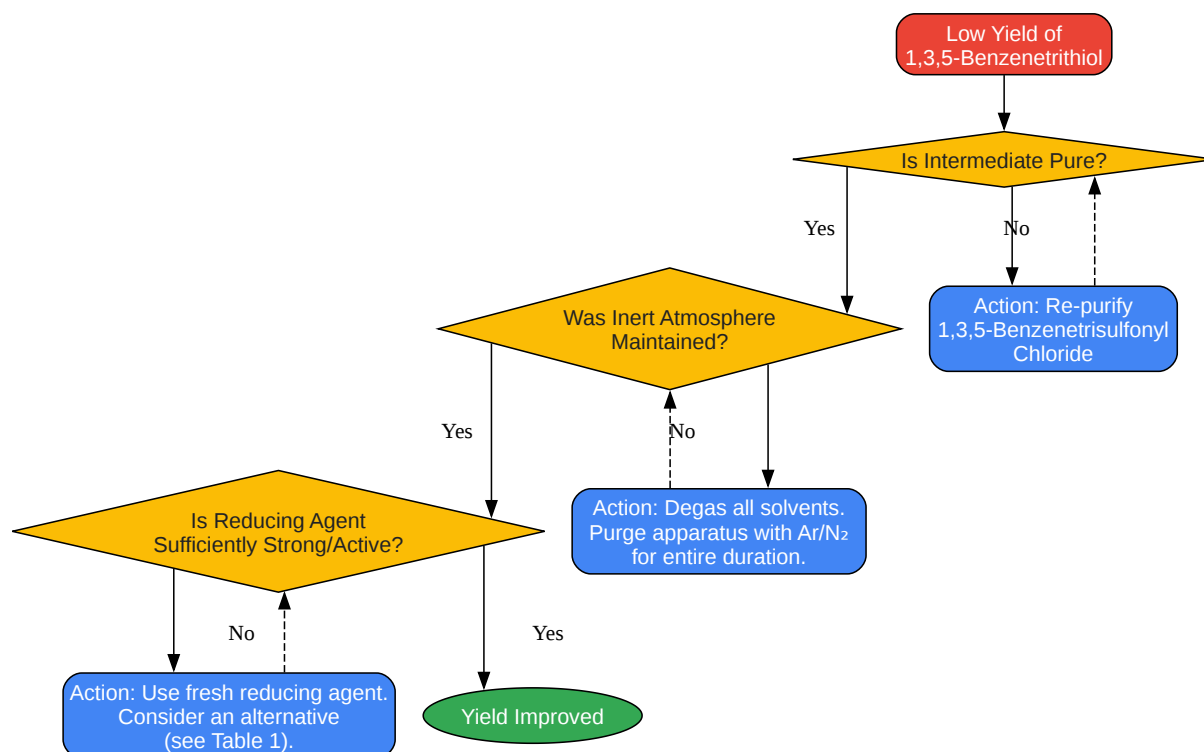 Low Yield of
1,3,5-Benzenetrithiol
Is Intermediate Pure?
Yes
No
Action: Re-purify
1,3,5-Benzenetrisulfonyl
Chloride
Was Inert Atmosphere
Maintained?
Yes
No
Action: Degas all solvents.
Purge apparatus with Ar/N₂
for entire duration.
Is Reducing Agent
Sufficiently Strong/Active?
No
Yes
Action: Use fresh reducing agent.
Consider an alternative
(see Table 1).
Yield Improved